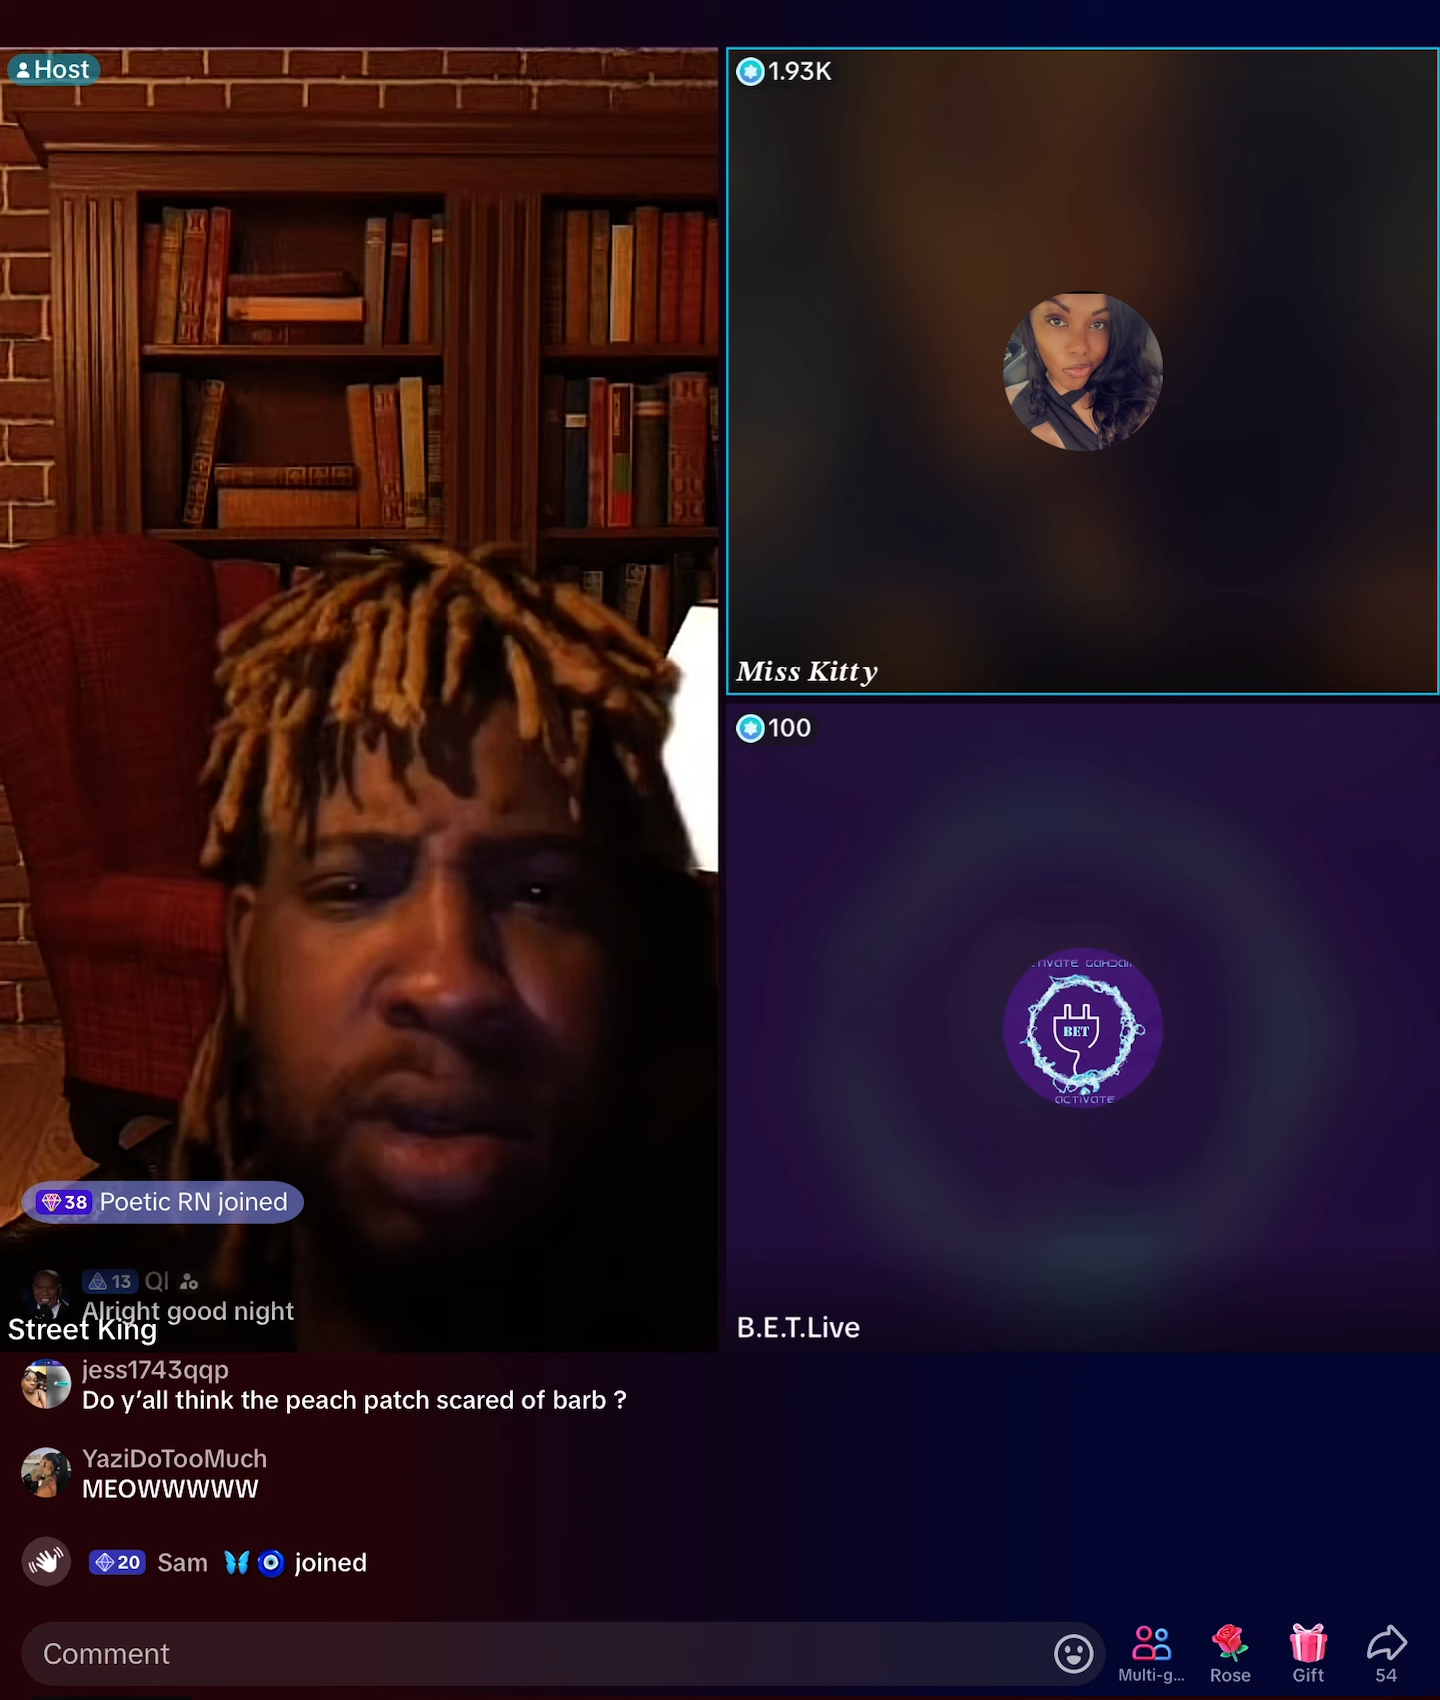 Host
1.93K
Miss Kitty
100
BET
ACTIVATE
B.E.T.Live
38 Poetic RN joined
13 QI
Alright good night
Street King
jess1743qqp
Do y’all think the peach patch scared of barb ?
YaziDoTooMuch
MEOWWWWW
20 Sam joined
Comment
Multi-g...
Rose
Gift
54